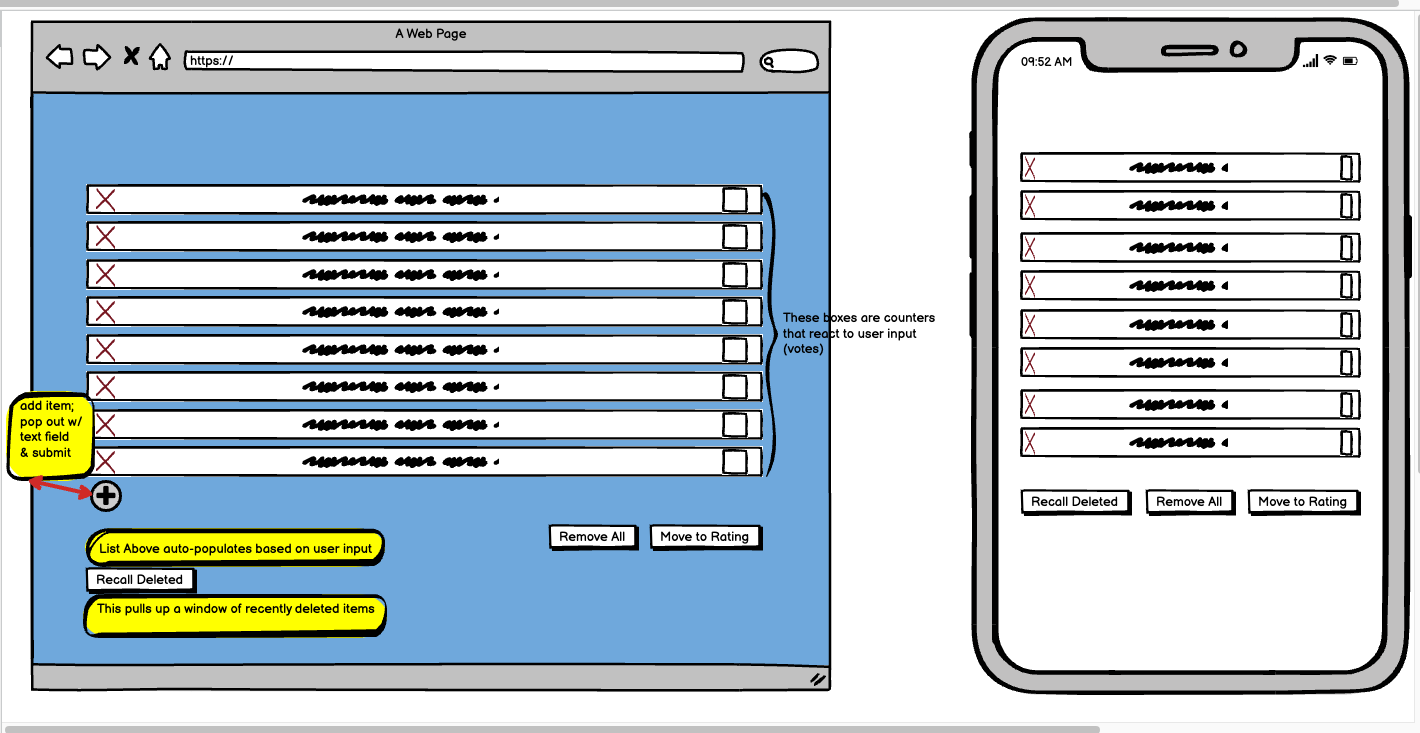 A Web Page
https://
These boxes are counters
that react to user input
(votes)
add item;
pop out w/
text field
& submit
List Above auto-populates based on user input
Remove All
Move to Rating
Recall Deleted
This pulls up a window of recently deleted items
09:52 AM
Recall Deleted
Remove All
Move to Rating